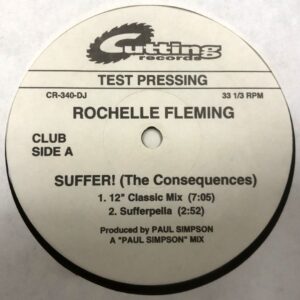 Cutting
records
TEST PRESSING
CR-340-DJ
33 1/3 RPM
ROCHELLE FLEMING
CLUB
SIDE A
SUFFER! (The Consequences)
1. 12" Classic Mix (7:05)
2. Sufferpella (2:52)
Produced by PAUL SIMPSON
A "PAUL SIMPSON" MIX